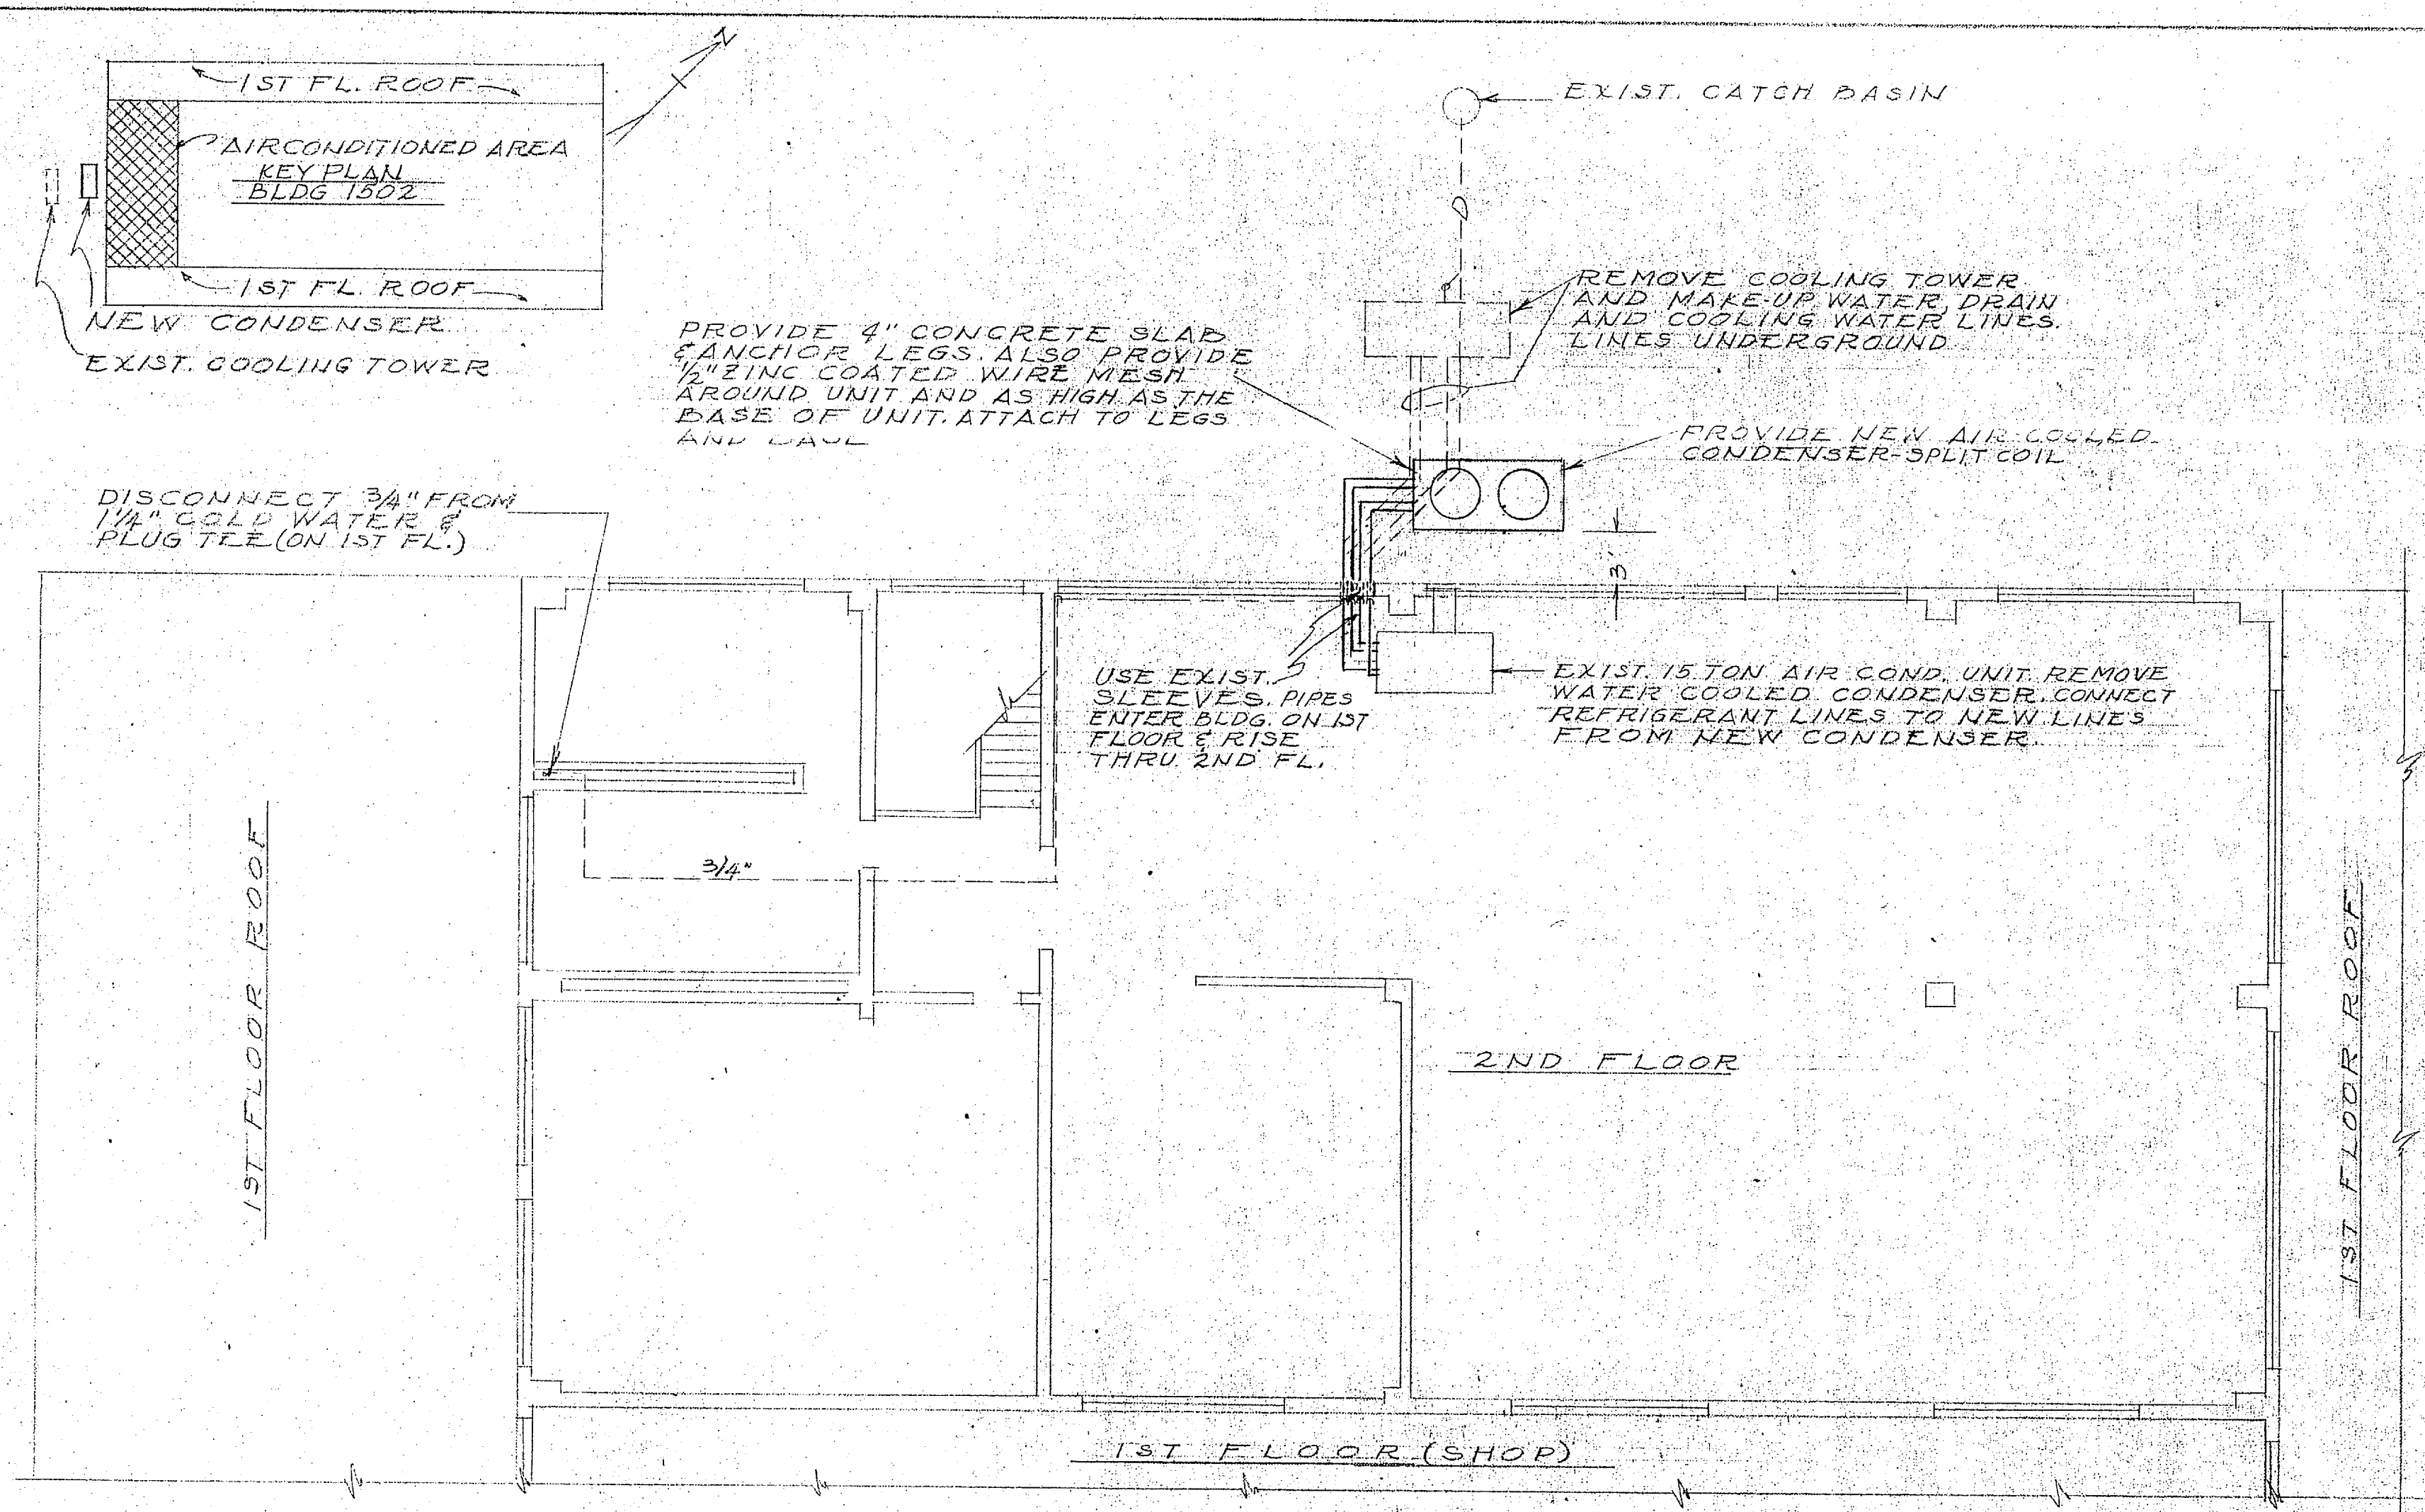 N
1ST FL. ROOF
AIRCONDITIONED AREA
KEY PLAN
BLDG 1502
1ST FL. ROOF
NEW CONDENSER
EXIST. COOLING TOWER
EXIST. CATCH BASIN
D
REMOVE COOLING TOWER
AND MAKE-UP WATER, DRAIN
AND COOLING WATER LINES.
LINES UNDERGROUND
PROVIDE 4" CONCRETE SLAB
& ANCHOR LEGS. ALSO PROVIDE
1/2" ZINC COATED WIRE MESH
AROUND UNIT AND AS HIGH AS THE
BASE OF UNIT. ATTACH TO LEGS
AND
PROVIDE NEW AIR COOLED
CONDENSER-SPLIT COIL
DISCONNECT 3/4" FROM
1 1/4" COLD WATER &
PLUG TEE (ON 1ST FL.)
3'
USE EXIST.
SLEEVES. PIPES
ENTER BLDG. ON 1ST
FLOOR & RISE
THRU 2ND FL.
EXIST. 15 TON AIR COND. UNIT. REMOVE
WATER COOLED CONDENSER. CONNECT
REFRIGERANT LINES TO NEW LINES
FROM NEW CONDENSER.
3/4"
1ST FLOOR ROOF
2ND FLOOR
1ST FLOOR ROOF
1ST FLOOR (SHOP)